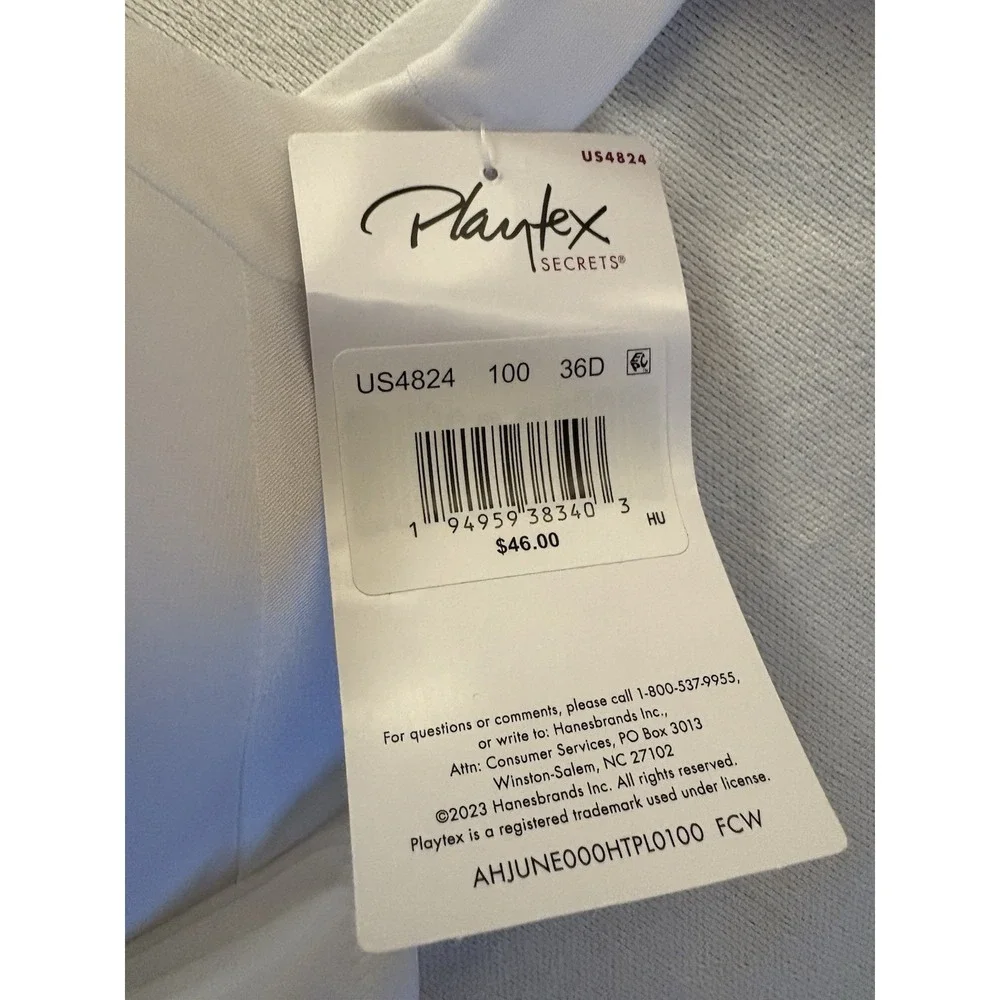 US4824
Playtex
SECRETS®
US4824 100 36D
1 94959 38340 3 HU
$46.00
For questions or comments, please call 1-800-537-9955,
or write to: Hanesbrands Inc.,
Attn: Consumer Services, PO Box 3013
Winston-Salem, NC 27102
©2023 Hanesbrands Inc. All rights reserved.
Playtex is a registered trademark used under license.
AHJUNE000HTPL0100 FCW